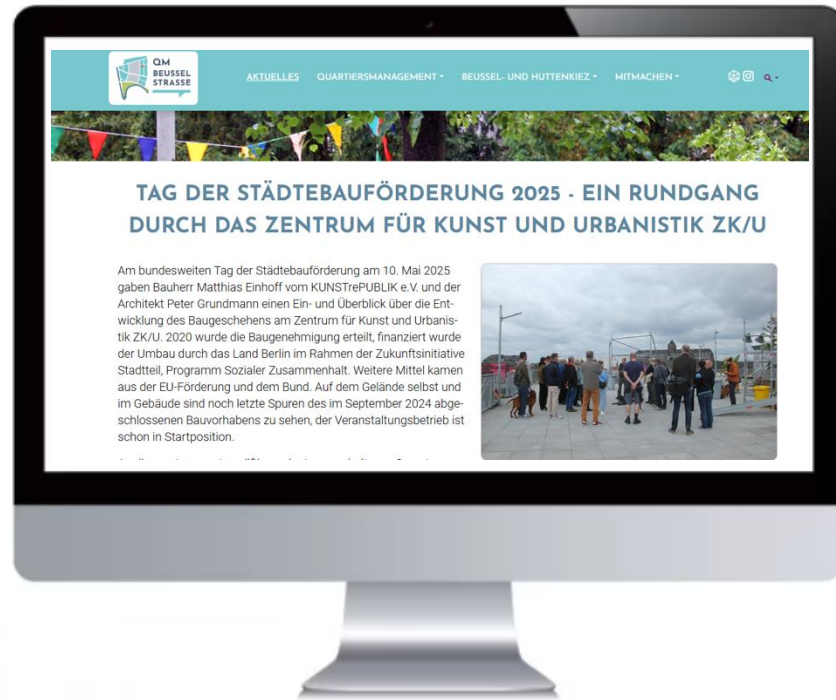 QM
BEUSSEL
STRASSE
AKTUELLES QUARTIERSMANAGEMENT BEUSSEL- UND HUTTENKIEZ MITMACHEN
TAG DER STÄDTEBAUFÖRDERUNG 2025 - EIN RUNDGANG
DURCH DAS ZENTRUM FÜR KUNST UND URBANISTIK ZK/U
Am bundesweiten Tag der Städtebauförderung am 10. Mai 2025
gaben Bauherr Matthias Einhoff vom KUNSTrePUBLIK e.V. und der
Architekt Peter Grundmann einen Ein- und Überblick über die Ent-
wicklung des Baugeschehens am Zentrum für Kunst und Urbanis-
tik ZK/U. 2020 wurde die Baugenehmigung erteilt, finanziert wurde
der Umbau durch das Land Berlin im Rahmen der Zukunftsinitiative
Stadtteil, Programm Sozialer Zusammenhalt. Weitere Mittel kamen
aus der EU-Förderung und dem Bund. Auf dem Gelände selbst und
im Gebäude sind noch letzte Spuren des im September 2024 abge-
schlossenen Bauvorhabens zu sehen, der Veranstaltungsbetrieb ist
schon in Startposition.